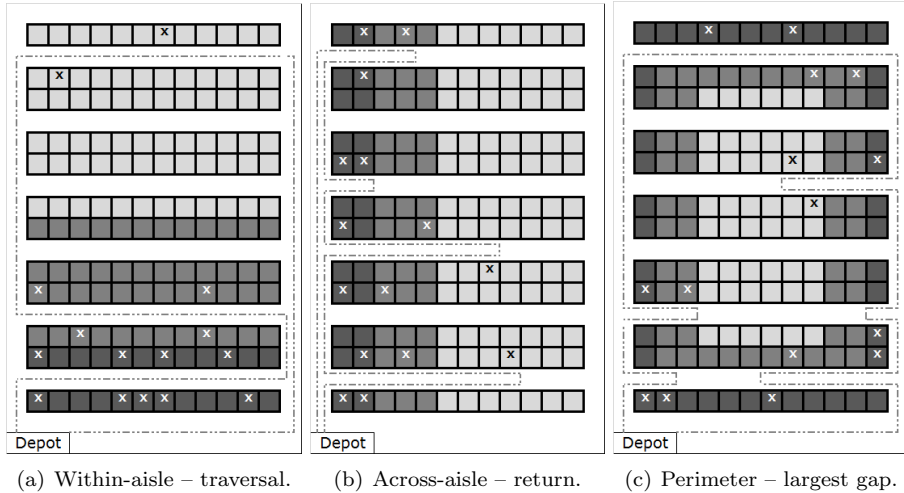 x
x x
x
x x
x
x x
x
x x
x x
x
x
x x
x
x x
x
x x
x x x
x x
x
x x x x
x x x
x x
x x x x x
x x
x x x
Depot
Depot
Depot
(a) Within-aisle – traversal.
(b) Across-aisle – return.
(c) Perimeter – largest gap.